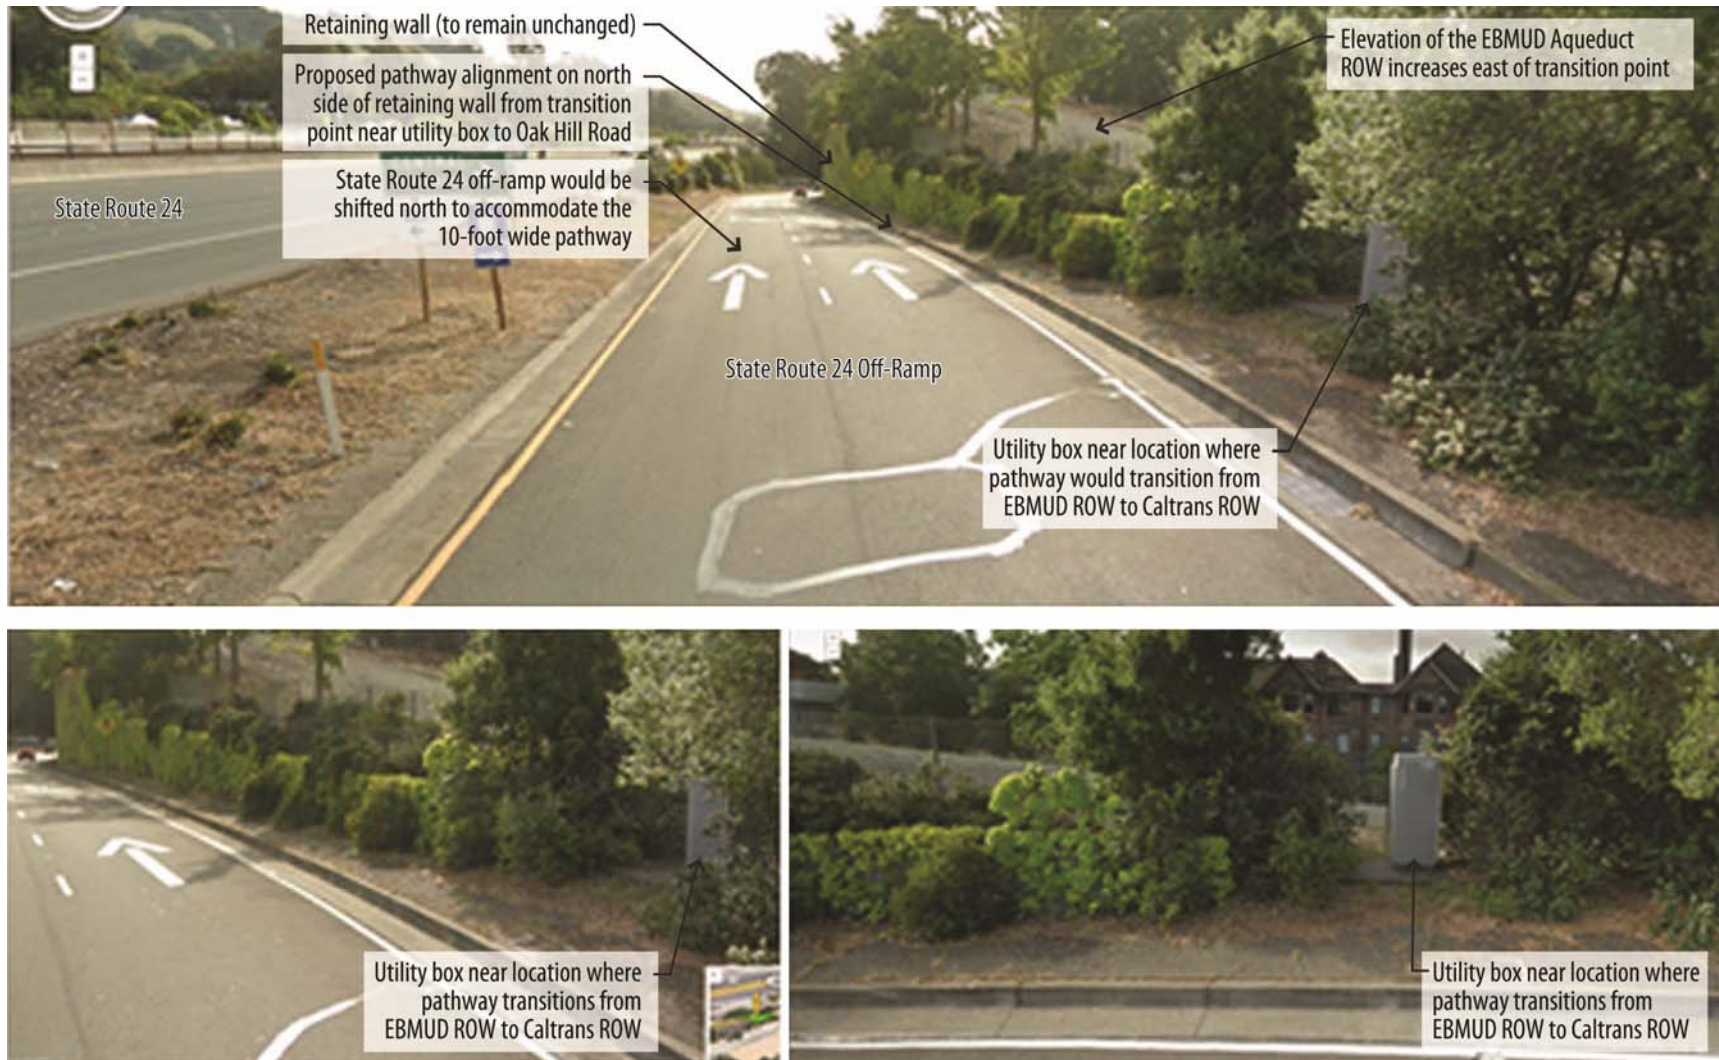 Retaining wall (to remain unchanged)
Proposed pathway alignment on north
side of retaining wall from transition
point near utility box to Oak Hill Road
State Route 24 off-ramp would be
shifted north to accommodate the
10-foot wide pathway
Elevation of the EBMUD Aqueduct
ROW increases east of transition point
State Route 24
State Route 24 Off-Ramp
Utility box near location where
pathway would transition from
EBMUD ROW to Caltrans ROW
Utility box near location where
pathway transitions from
EBMUD ROW to Caltrans ROW
Utility box near location where
pathway transitions from
EBMUD ROW to Caltrans ROW